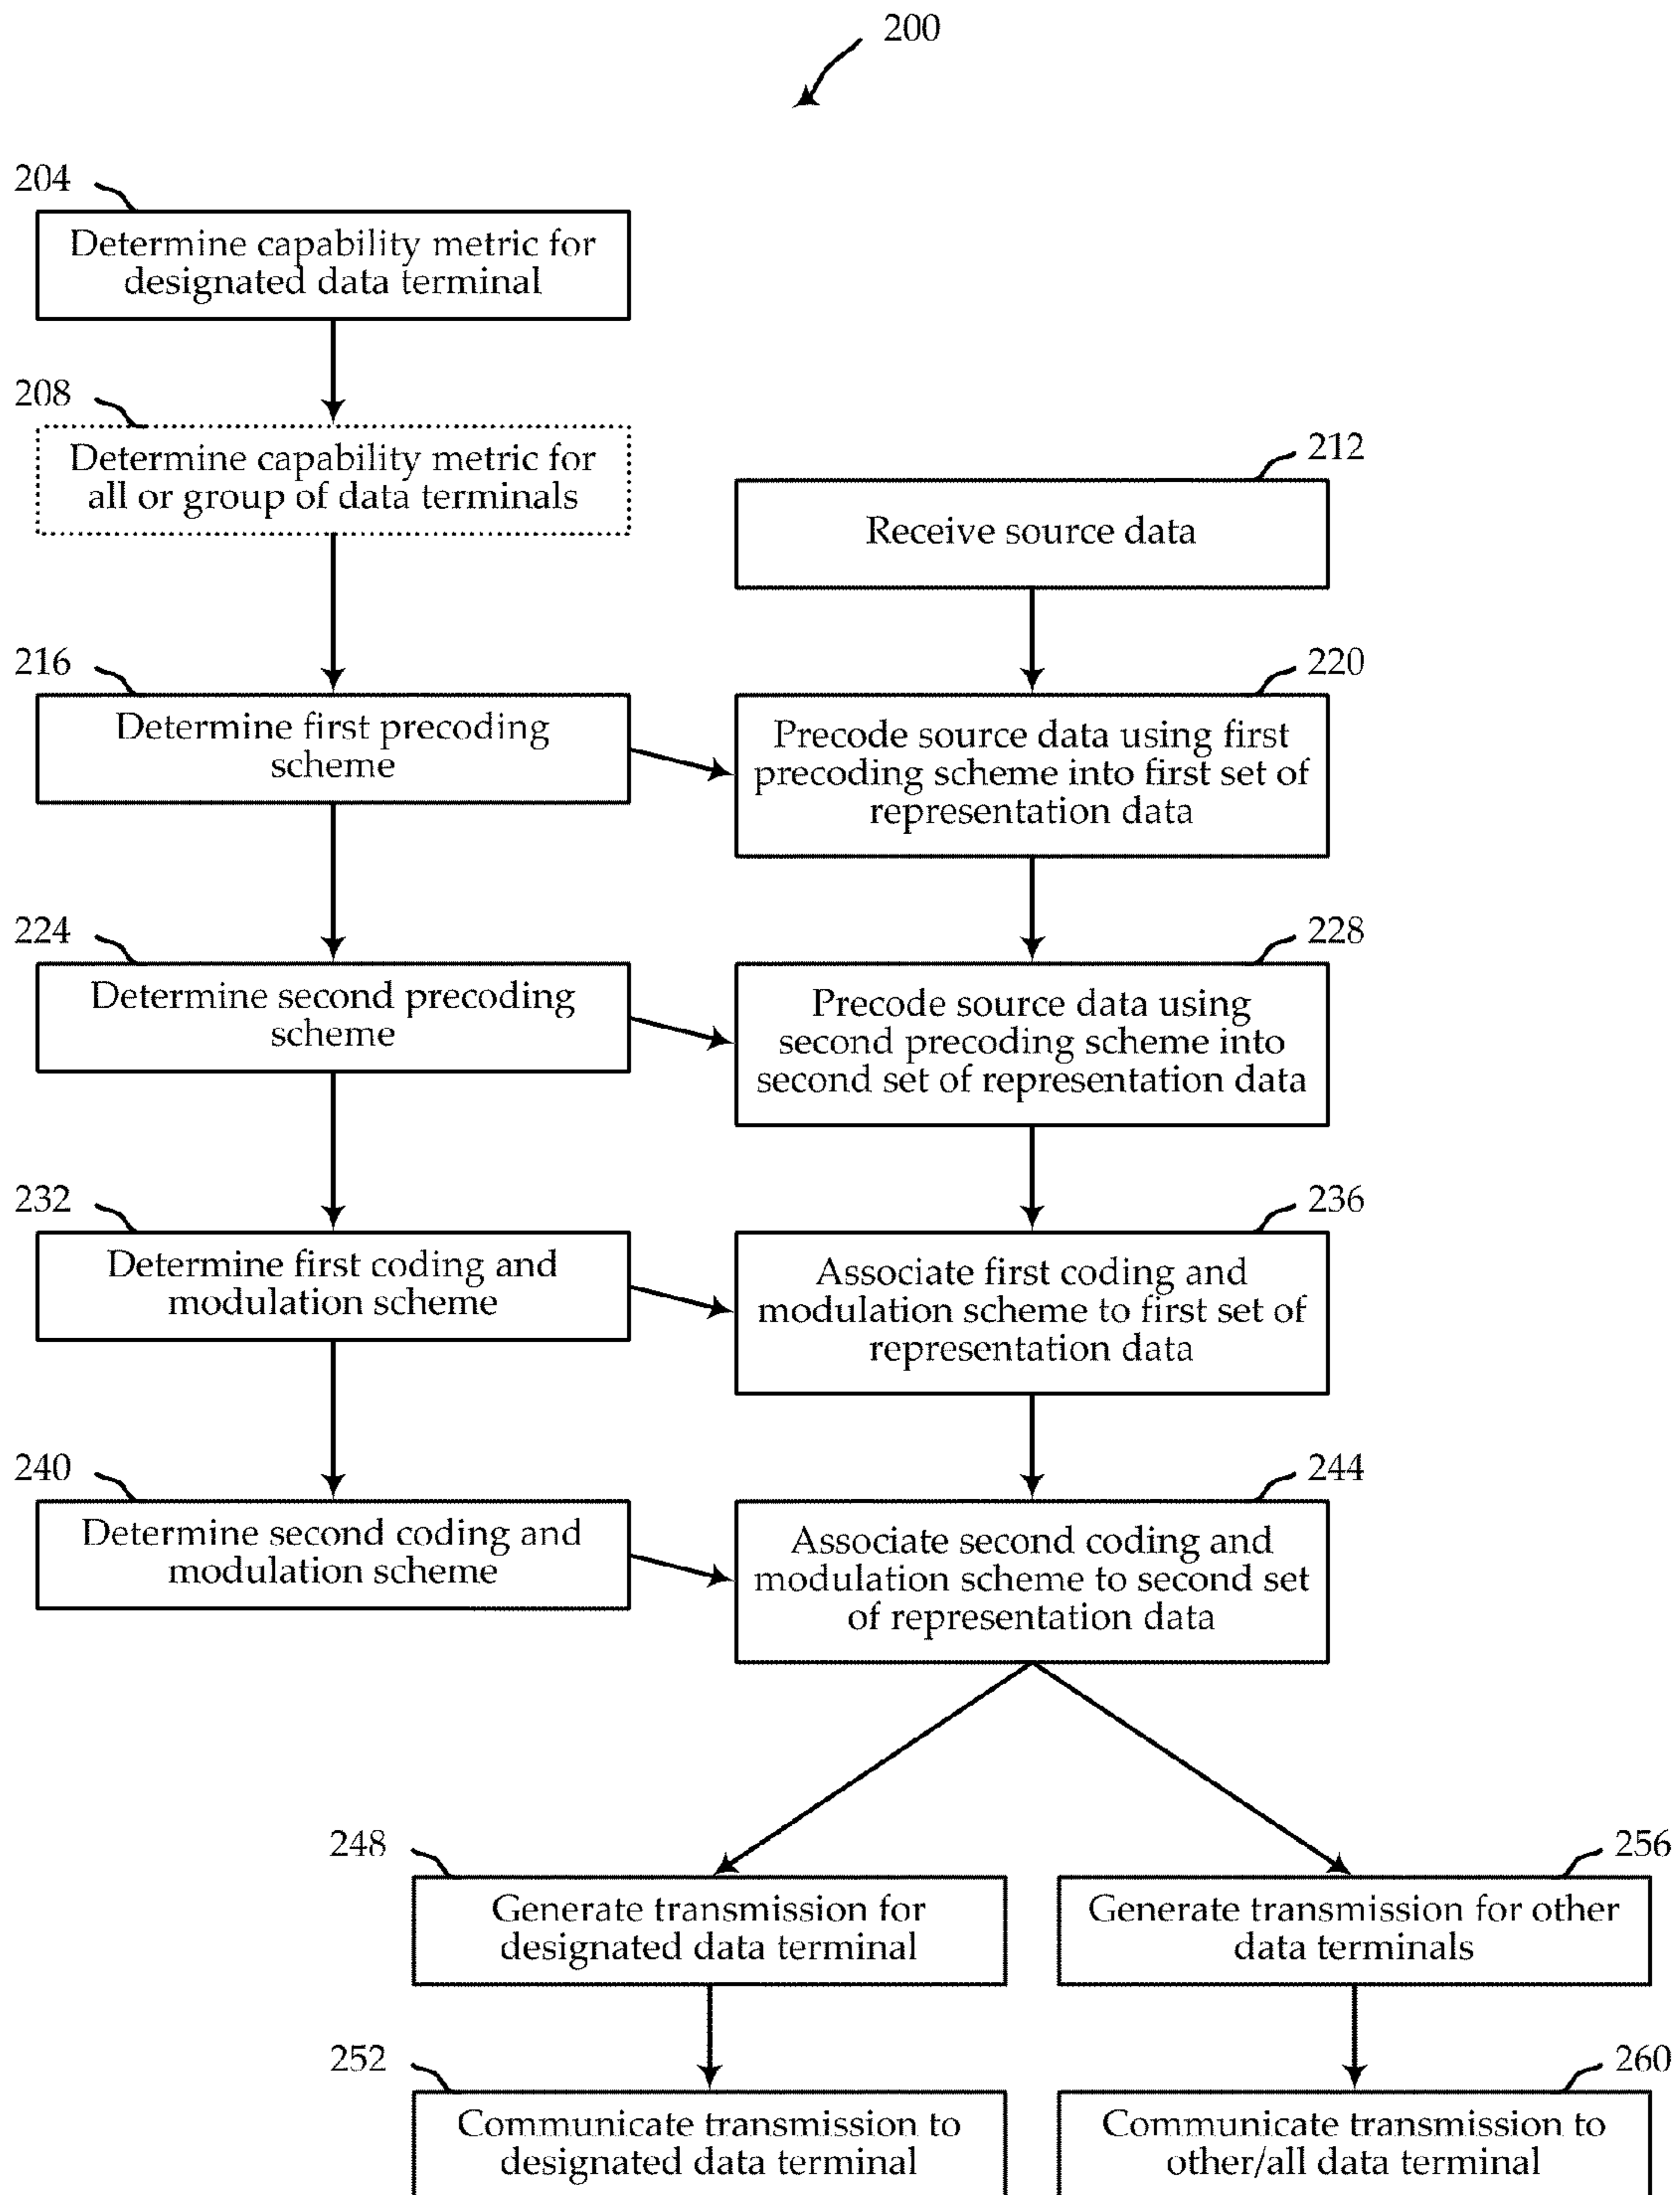 200
204
Determine capability metric for
designated data terminal
208
Determine capability metric for
all or group of data terminals
212
Receive source data
216
Determine first precoding
scheme
220
Precode source data using first
precoding scheme into first set of
representation data
224
Determine second precoding
scheme
228
Precode source data using
second precoding scheme into
second set of representation data
232
Determine first coding and
modulation scheme
236
Associate first coding and
modulation scheme to first set of
representation data
240
Determine second coding and
modulation scheme
244
Associate second coding and
modulation scheme to second set
of representation data
248
Generate transmission for
designated data terminal
256
Generate transmission for other
data terminals
252
Communicate transmission to
designated data terminal
260
Communicate transmission to
other/all data terminal